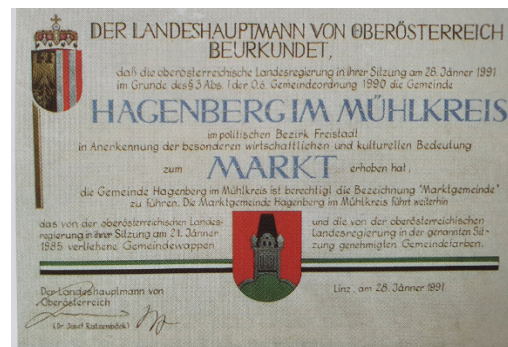 DER LANDESHAUPTMANN VON OBERÖSTERREICH
BEURKUNDET,
daß die oberösterreichische Landesregierung in ihrer Sitzung am 28. Jänner 1991
im Grunde des § 3 Abs. 1 der O.ö. Gemeindeordnung 1990 die Gemeinde
HAGENBERG IM MÜHLKREIS
im politischen Bezirk Freistadt
in Anerkennung der besonderen wirtschaftlichen und kulturellen Bedeutung
zum MARKT erhoben hat,
die Gemeinde Hagenberg im Mühlkreis ist berechtigt die Bezeichnung "Marktgemeinde"
zu führen. Die Marktgemeinde Hagenberg im Mühlkreis führt weiterhin
das von der oberösterreichischen Landes-
regierung in ihrer Sitzung am 21. Jänner
1985 verliehene Gemeindewappen
und die von der oberösterreichischen
Landesregierung in der genannten Sit-
zung genehmigten Gemeindefarben.
Der Landeshauptmann von
Oberösterreich
(Dr. Josef Ratzenböck)
Linz, am 28. Jänner 1991